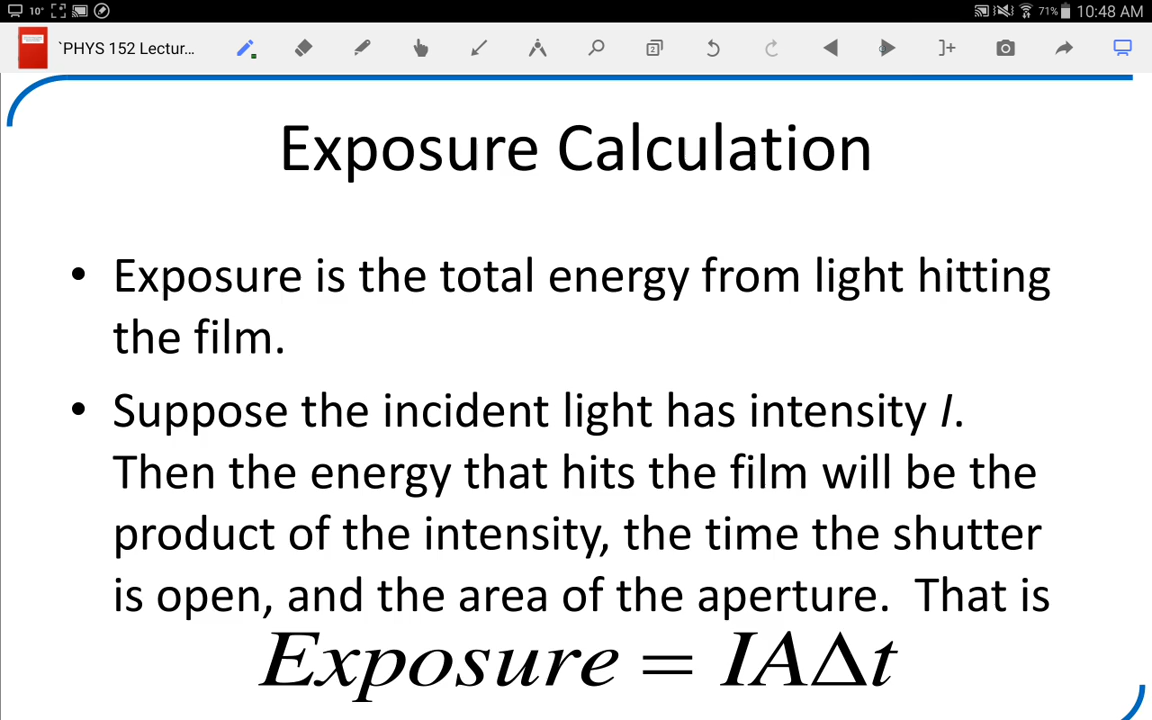 10° 71% 10:48 AM
`PHYS 152 Lectur... 2
Exposure Calculation
• Exposure is the total energy from light hitting
the film.
• Suppose the incident light has intensity I.
Then the energy that hits the film will be the
product of the intensity, the time the shutter
is open, and the area of the aperture.  That is
Exposure = IAΔt